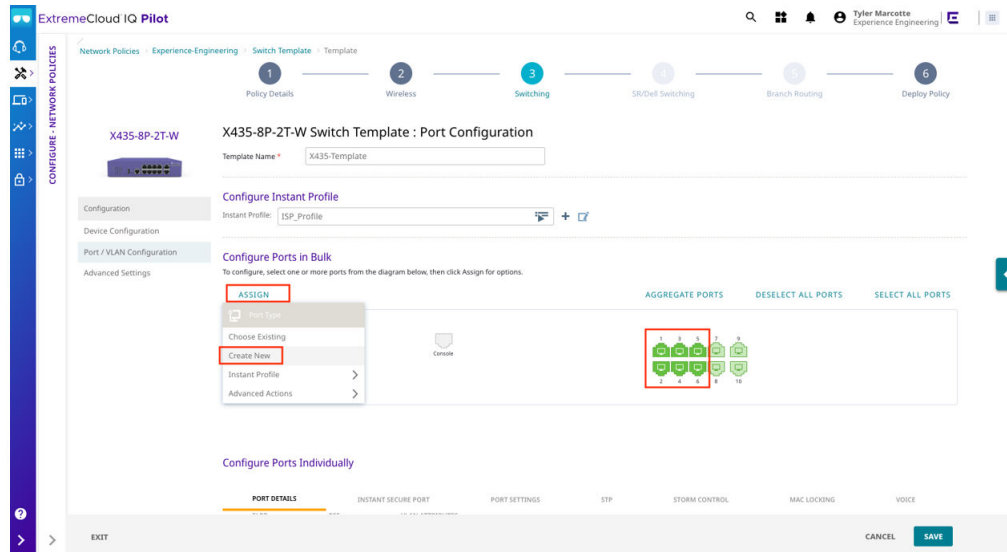 ExtremeCloud IQ Pilot
Tyler Marcotte
Experience Engineering
CONFIGURE - NETWORK POLICIES
Network Policies Experience-Engineering Switch Template Template
1 2 3 4 5 6
Policy Details Wireless Switching SR/Dell Switching Branch Routing Deploy Policy
X435-8P-2T-W
X435-8P-2T-W Switch Template : Port Configuration
Template Name * X435-Template
Configuration
Device Configuration
Port / VLAN Configuration
Advanced Settings
Configure Instant Profile
Instant Profile: ISP_Profile
Configure Ports in Bulk
To configure, select one or more ports from the diagram below, then click Assign for options.
ASSIGN AGGREGATE PORTS DESELECT ALL PORTS SELECT ALL PORTS
Port Type
Choose Existing
Create New
Instant Profile
Advanced Actions
Console
1 3 5 7 9
2 4 6 8 10
Configure Ports Individually
PORT DETAILS INSTANT SECURE PORT PORT SETTINGS STP STORM CONTROL MAC LOCKING VOICE
EXIT CANCEL SAVE